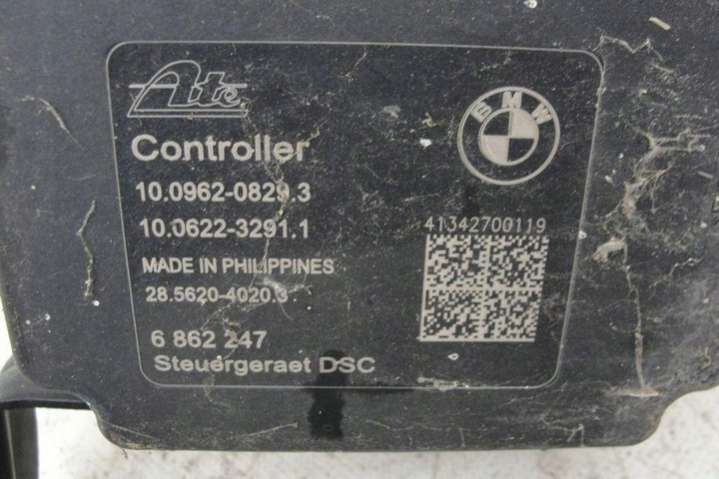 Ate
BMW
Controller
10.0962-0829.3
10.0622-3291.1
41342700119
MADE IN PHILIPPINES
28.5620-4020.3
6 862 247
Steuergeraet DSC